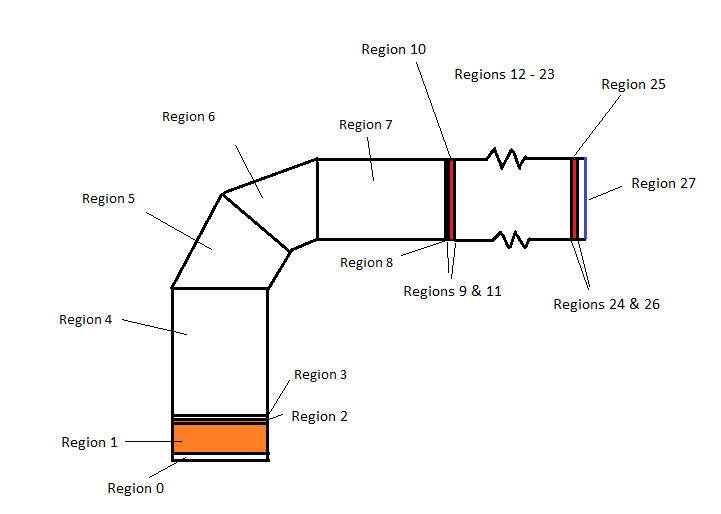 Region 10
Regions 12 - 23
Region 25
Region 6
Region 7
Region 27
Region 5
Region 8
Regions 9 & 11
Regions 24 & 26
Region 4
Region 3
Region 2
Region 1
Region 0